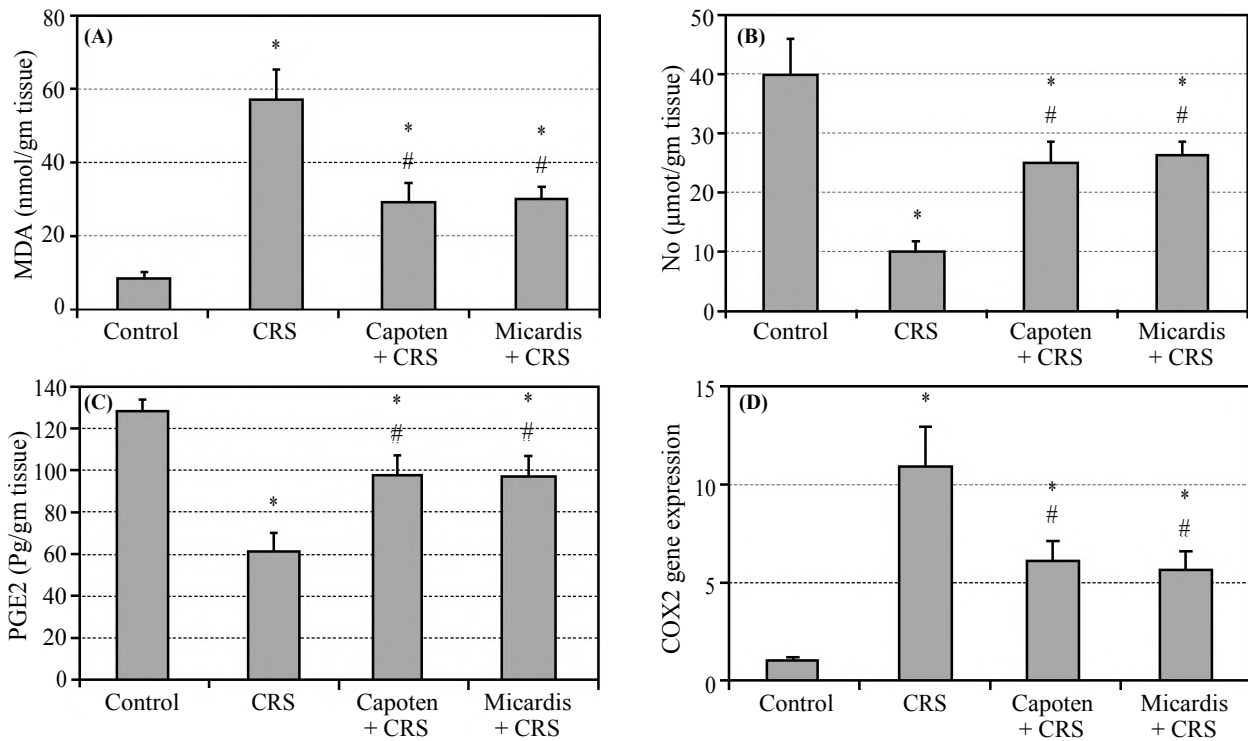 (A)
MDA (nmol/gm tissue)
80
60
40
20
0
*
*
#
*
#
Control
CRS
Capoten
+ CRS
Micardis
+ CRS
(B)
No (µmot/gm tissue)
50
40
30
20
10
0
*
*
#
*
#
Control
CRS
Capoten
+ CRS
Micardis
+ CRS
(C)
PGE2 (Pg/gm tissue)
140
120
100
80
60
40
20
0
*
*
#
*
#
Control
CRS
Capoten
+ CRS
Micardis
+ CRS
(D)
COX2 gene expression
15
10
5
0
*
*
#
*
#
Control
CRS
Capoten
+ CRS
Micardis
+ CRS